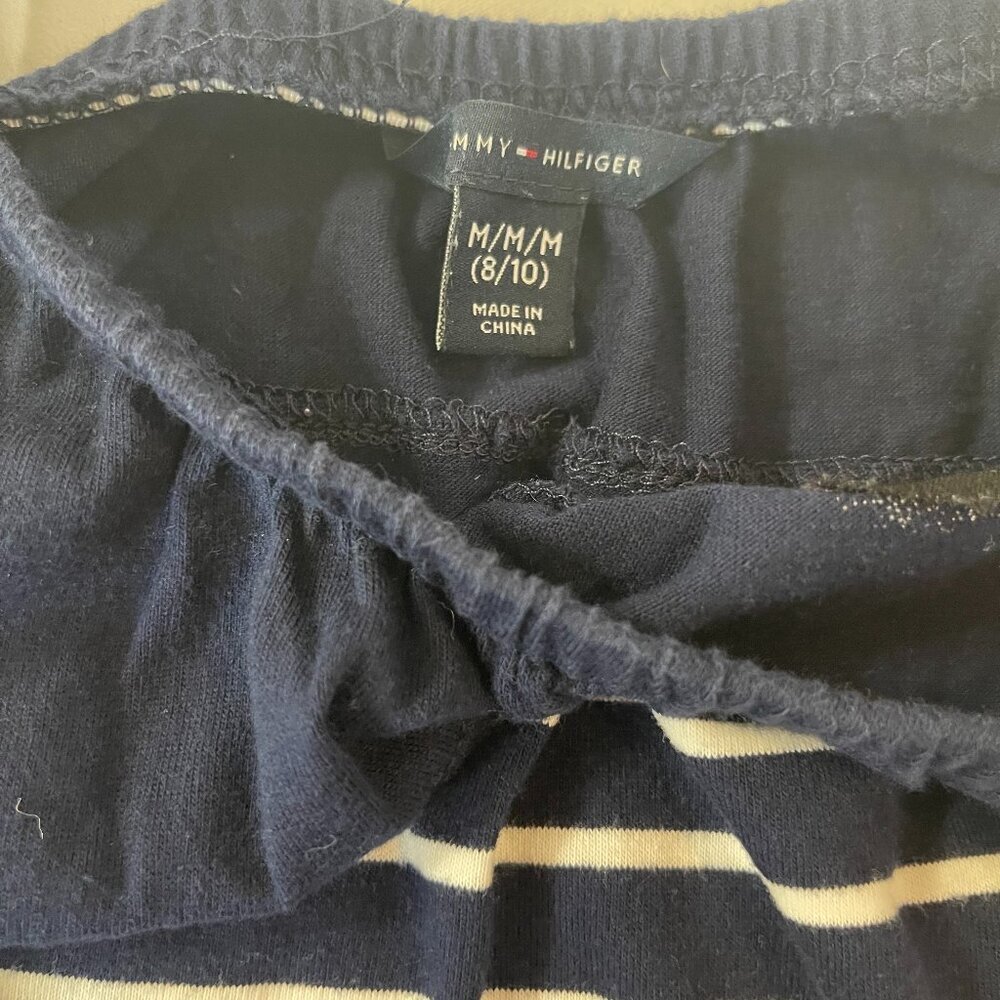 MMY HILFIGER
M/M/M
(8/10)
MADE IN
CHINA